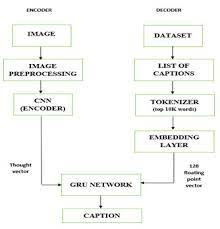 ENCODER
DECODER
IMAGE
DATASET
IMAGE
PREPROCESSING
LIST OF
CAPTIONS
CNN
(ENCODER)
TOKENIZER
(top 10K words)
EMBEDDING
LAYER
Thought
vector
128
floating
point
vector
GRU NETWORK
CAPTION